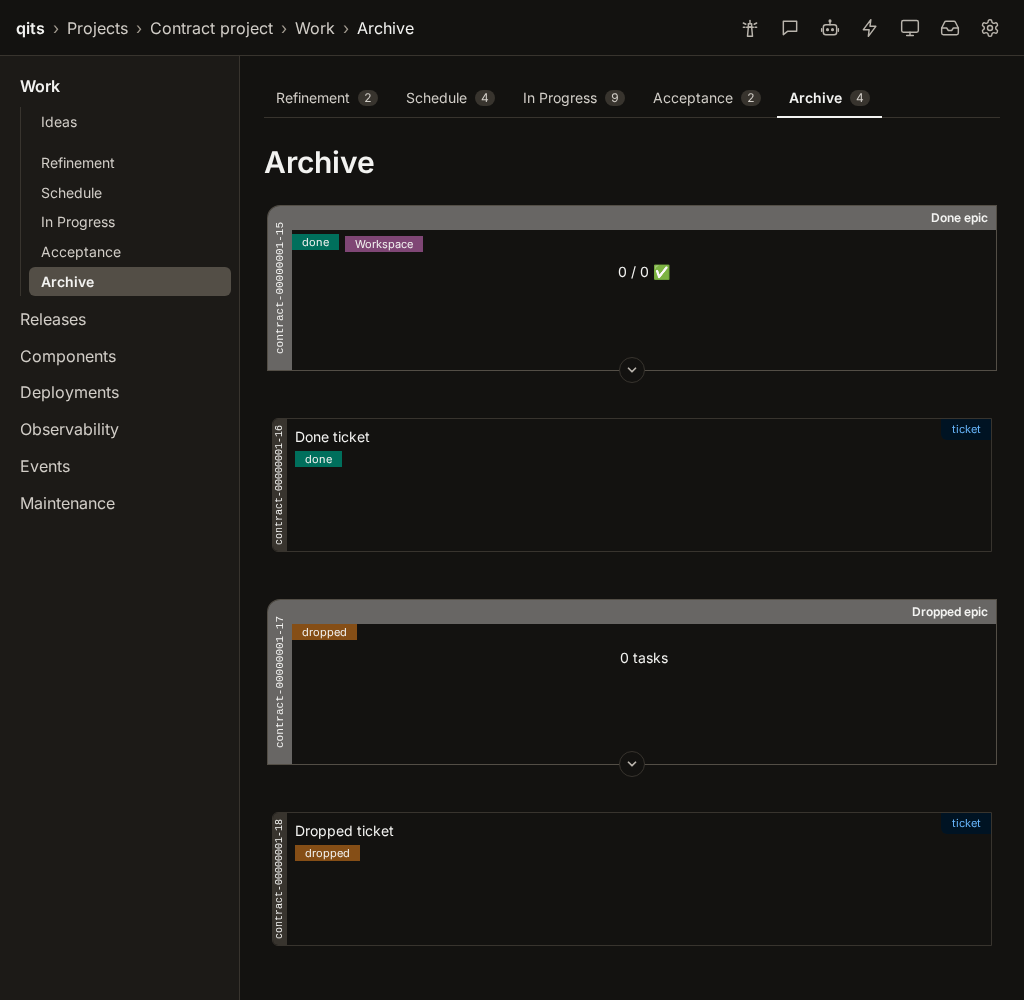 qits › Projects › Contract project › Work › Archive
Work
Ideas
Refinement
Schedule
In Progress
Acceptance
Archive
Releases
Components
Deployments
Observability
Events
Maintenance
Refinement 2 Schedule 4 In Progress 9 Acceptance 2 Archive 4
Archive
contract-00000001-15
Done epic
done Workspace
0 / 0 ✅
contract-00000001-16
Done ticket
ticket
done
contract-00000001-17
Dropped epic
dropped
0 tasks
contract-00000001-18
Dropped ticket
ticket
dropped